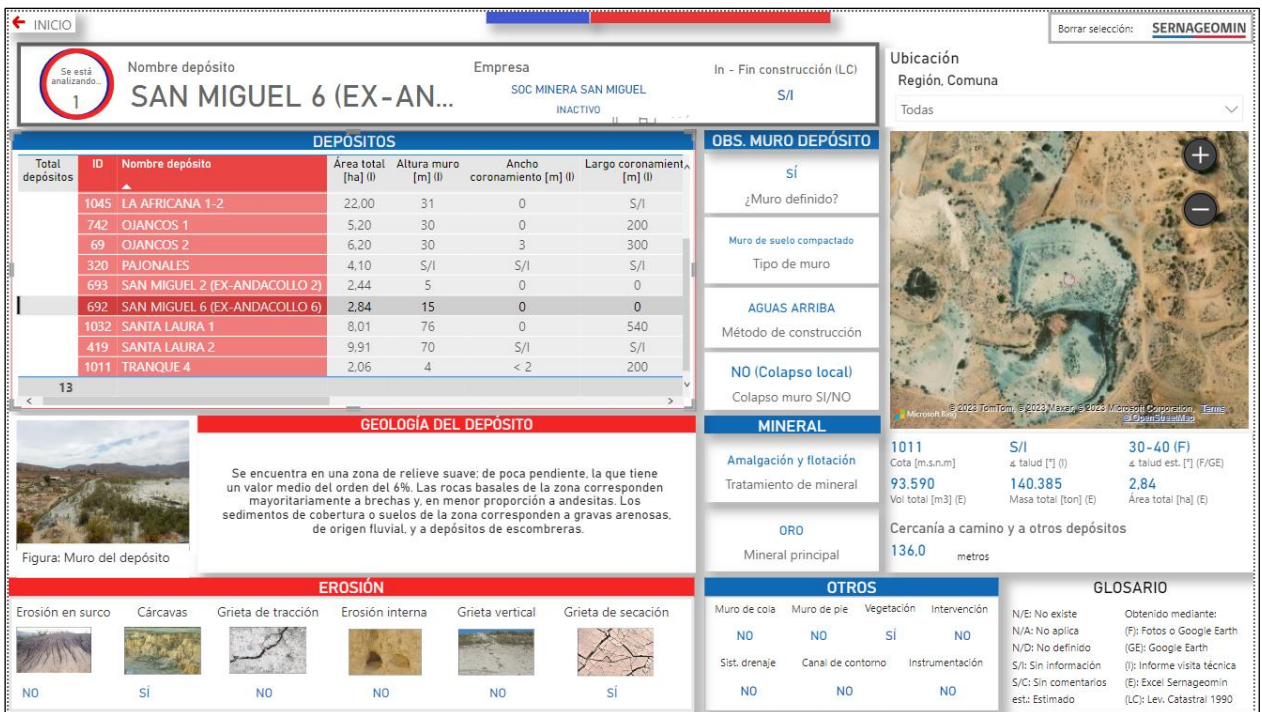 INICIO
Borrar selección: SERNAGEOMIN
Se está
analizando...
1
Nombre depósito
SAN MIGUEL 6 (EX-AN...
Empresa
SOC MINERA SAN MIGUEL
INACTIVO
In - Fin construcción (LC)
S/I
Ubicación
Región, Comuna
Todas
DEPÓSITOS
Total depósitos ID Nombre depósito Área total [ha] (I) Altura muro [m] (I) Ancho coronamiento [m] (I) Largo coronamient [m] (I)
1045 LA AFRICANA 1-2 22,00 31 0 S/I
742 OJANCOS 1 5,20 30 0 200
69 OJANCOS 2 6,20 30 3 300
320 PAJONALES 4,10 S/I S/I S/I
693 SAN MIGUEL 2 (EX-ANDACOLLO 2) 2,44 5 0 0
692 SAN MIGUEL 6 (EX-ANDACOLLO 6) 2,84 15 0 0
1032 SANTA LAURA 1 8,01 76 0 540
419 SANTA LAURA 2 9,91 70 S/I S/I
1011 TRANQUE 4 2,06 4 < 2 200
13
OBS. MURO DEPÓSITO
SÍ
¿Muro definido?
Muro de suelo compactado
Tipo de muro
AGUAS ARRIBA
Método de construcción
NO (Colapso local)
Colapso muro SI/NO
Microsoft Bing
© 2023 TomTom, © 2023 Maxar, © 2023 Microsoft Corporation, Terms
© OpenStreetMap
GEOLOGÍA DEL DEPÓSITO
Se encuentra en una zona de relieve suave; de poca pendiente, la que tiene
un valor medio del orden del 6%. Las rocas basales de la zona corresponden
mayoritariamente a brechas y, en menor proporción a andesitas. Los
sedimentos de cobertura o suelos de la zona corresponden a gravas arenosas,
de origen fluvial, y a depósitos de escombreras.
Figura: Muro del depósito
MINERAL
Amalgación y flotación
Tratamiento de mineral
ORO
Mineral principal
1011 S/I 30-40 (F)
Cota [m.s.n.m] ∡ talud [°] (I) ∡ talud est. [°] (F/GE)
93.590 140.385 2,84
Vol total [m3] (E) Masa total [ton] (E) Área total [ha] (E)
Cercanía a camino y a otros depósitos
136,0 metros
EROSIÓN
Erosión en surco Cárcavas Grieta de tracción Erosión interna Grieta vertical Grieta de secación
NO SÍ NO NO NO SÍ
OTROS
Muro de cola Muro de pie Vegetación Intervención
NO NO SÍ NO
Sist. drenaje Canal de contorno Instrumentación
NO NO NO
GLOSARIO
N/E: No existe
N/A: No aplica
N/D: No definido
S/I: Sin información
S/C: Sin comentarios
est.: Estimado
Obtenido mediante:
(F): Fotos o Google Earth
(GE): Google Earth
(I): Informe visita técnica
(E): Excel Sernageomin
(LC): Lev. Catastral 1990